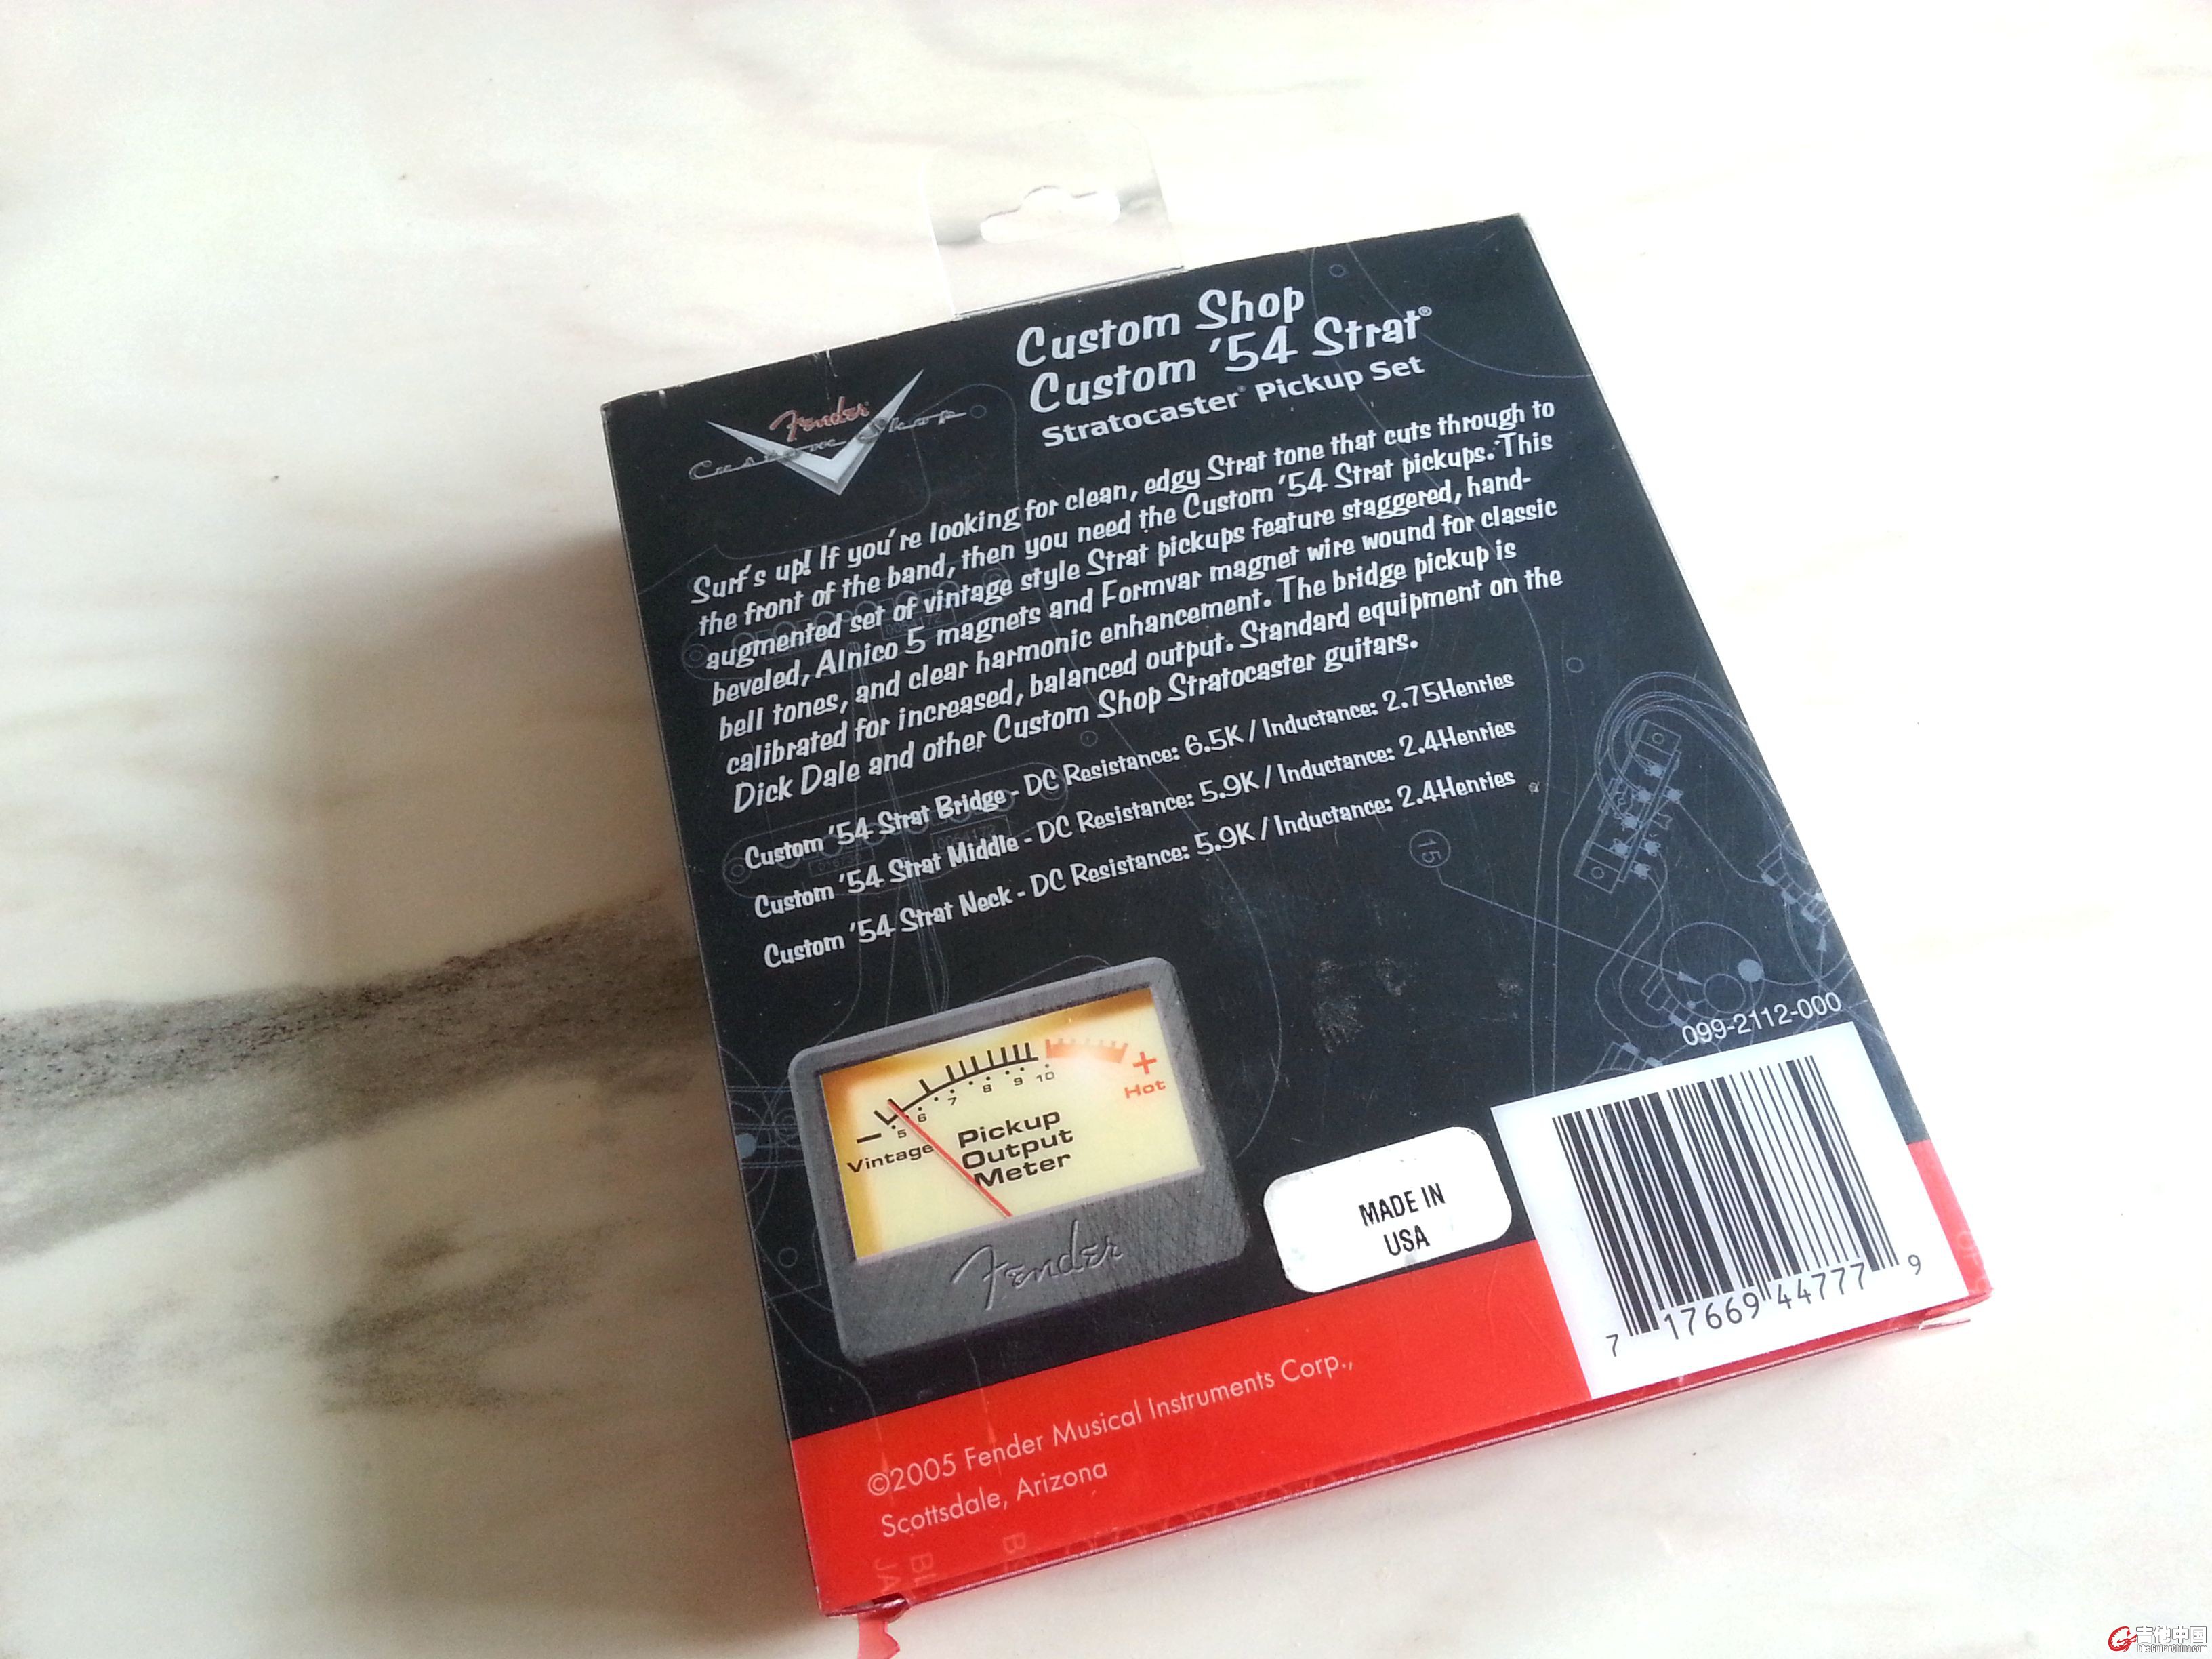 Custom Shop
Custom '54 Strat®
Stratocaster® Pickup Set
Fender
Custom Shop
Surf's up! If you're looking for clean, edgy Strat tone that cuts through to
the front of the band, then you need the Custom '54 Strat pickups. This
augmented set of vintage style Strat pickups feature staggered, hand-
beveled, Alnico 5 magnets and Formvar magnet wire wound for classic
bell tones, and clear harmonic enhancement. The bridge pickup is
calibrated for increased, balanced output. Standard equipment on the
Dick Dale and other Custom Shop Stratocaster guitars.
Custom '54 Strat Bridge - DC Resistance: 6.5K / Inductance: 2.75Henries
Custom '54 Strat Middle - DC Resistance: 5.9K / Inductance: 2.4Henries
Custom '54 Strat Neck - DC Resistance: 5.9K / Inductance: 2.4Henries
15
099-2112-000
5 6 7 8 9 10
− Vintage
+ Hot
Pickup
Output
Meter
Fender
MADE IN
USA
7 17669 44777 9
©2005 Fender Musical Instruments Corp.,
Scottsdale, Arizona
吉他中国
bbs.GuitarChina.com